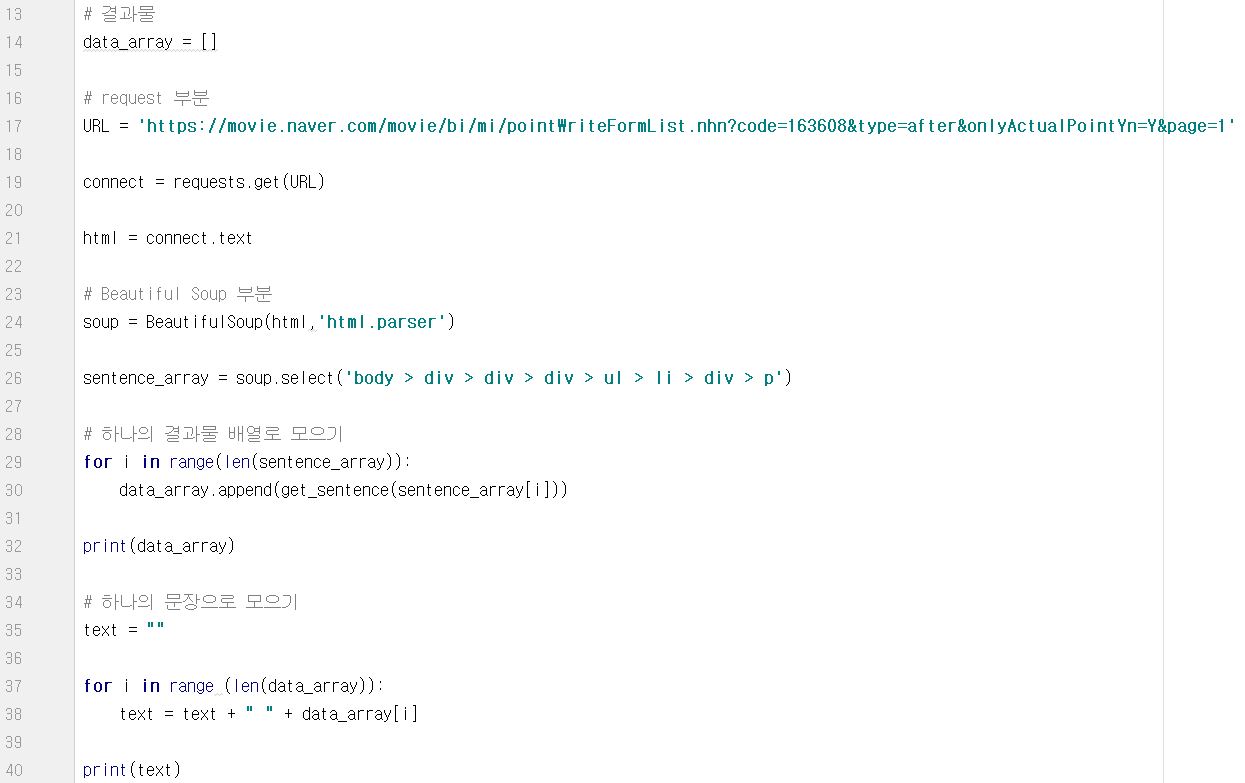 13 # 결과물
14 data_array = []
15
16 # request 부분
17 URL = 'https://movie.naver.com/movie/bi/mi/point₩riteFormList.nhn?code=163608&type=after&onlyActualPointYn=Y&page=1'
18
19 connect = requests.get(URL)
20
21 html = connect.text
22
23 # Beautiful Soup 부분
24 soup = BeautifulSoup(html,'html.parser')
25
26 sentence_array = soup.select('body > div > div > div > ul > li > div > p')
27
28 # 하나의 결과물 배열로 모으기
29 for i in range(len(sentence_array)):
30 data_array.append(get_sentence(sentence_array[i]))
31
32 print(data_array)
33
34 # 하나의 문장으로 모으기
35 text = ""
36
37 for i in range (len(data_array)):
38 text = text + " " + data_array[i]
39
40 print(text)